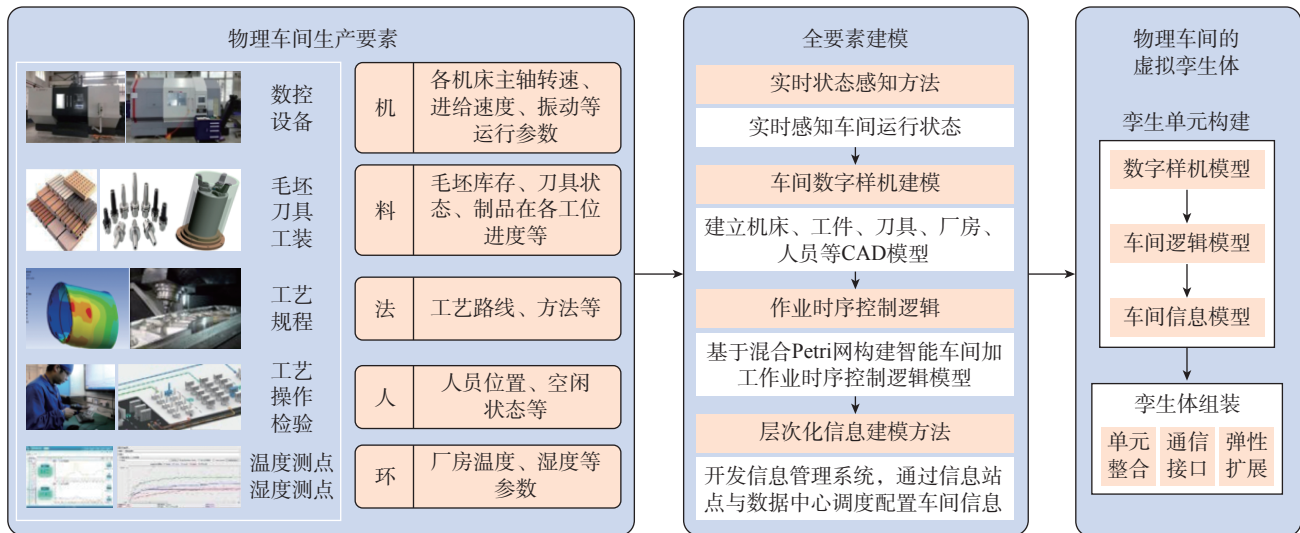 物理车间生产要素
数控
设备
机
各机床主轴转速、
进给速度、振动等
运行参数
毛坯
刀具
工装
料
毛坯库存、刀具状
态、制品在各工位
进度等
工艺
规程
法
工艺路线、方法等
工艺
操作
检验
人
人员位置、空闲
状态等
温度测点
湿度测点
环
厂房温度、湿度等
参数
全要素建模
实时状态感知方法
实时感知车间运行状态
车间数字样机建模
建立机床、工件、刀具、厂房、
人员等CAD模型
作业时序控制逻辑
基于混合Petri网构建智能车间加
工作业时序控制逻辑模型
层次化信息建模方法
开发信息管理系统，通过信息站
点与数据中心调度配置车间信息
物理车间的
虚拟孪生体
孪生单元构建
数字样机模型
车间逻辑模型
车间信息模型
孪生体组装
单元
整合
通信
接口
弹性
扩展